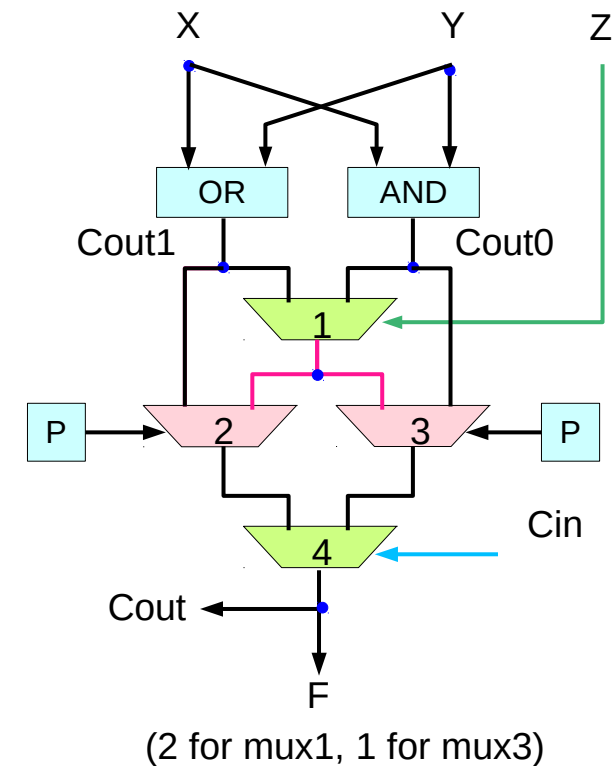 X
Y
Z
OR
AND
Cout1
Cout0
1
P
2
3
P
Cin
4
Cout
F
(2 for mux1, 1 for mux3)